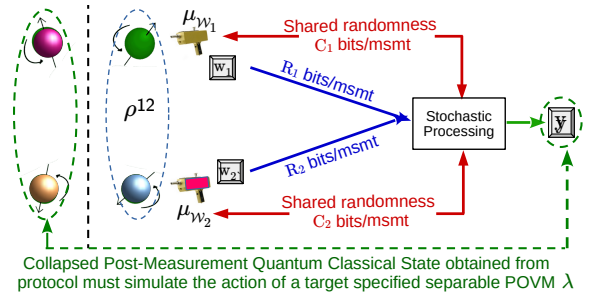 μ𝒲₁
Shared randomness
C₁ bits/msmt
w₁
R₁ bits/msmt
ρ¹²
Stochastic
Processing
y
w₂
R₂ bits/msmt
μ𝒲₂
Shared randomness
C₂ bits/msmt
Collapsed Post-Measurement Quantum Classical State obtained from
protocol must simulate the action of a target specified separable POVM λ